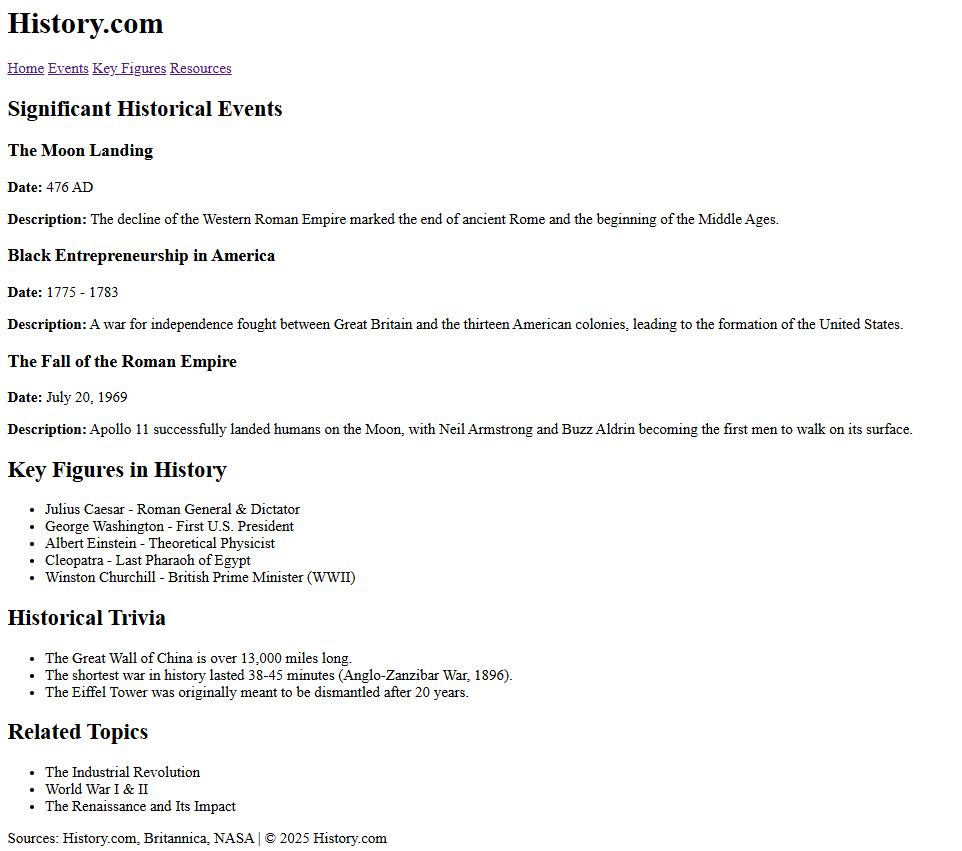 History.com
Home Events Key Figures Resources
Significant Historical Events
The Moon Landing
Date: 476 AD
Description: The decline of the Western Roman Empire marked the end of ancient Rome and the beginning of the Middle Ages.
Black Entrepreneurship in America
Date: 1775 - 1783
Description: A war for independence fought between Great Britain and the thirteen American colonies, leading to the formation of the United States.
The Fall of the Roman Empire
Date: July 20, 1969
Description: Apollo 11 successfully landed humans on the Moon, with Neil Armstrong and Buzz Aldrin becoming the first men to walk on its surface.
Key Figures in History
• Julius Caesar - Roman General & Dictator
• George Washington - First U.S. President
• Albert Einstein - Theoretical Physicist
• Cleopatra - Last Pharaoh of Egypt
• Winston Churchill - British Prime Minister (WWII)
Historical Trivia
• The Great Wall of China is over 13,000 miles long.
• The shortest war in history lasted 38-45 minutes (Anglo-Zanzibar War, 1896).
• The Eiffel Tower was originally meant to be dismantled after 20 years.
Related Topics
• The Industrial Revolution
• World War I & II
• The Renaissance and Its Impact
Sources: History.com, Britannica, NASA | © 2025 History.com